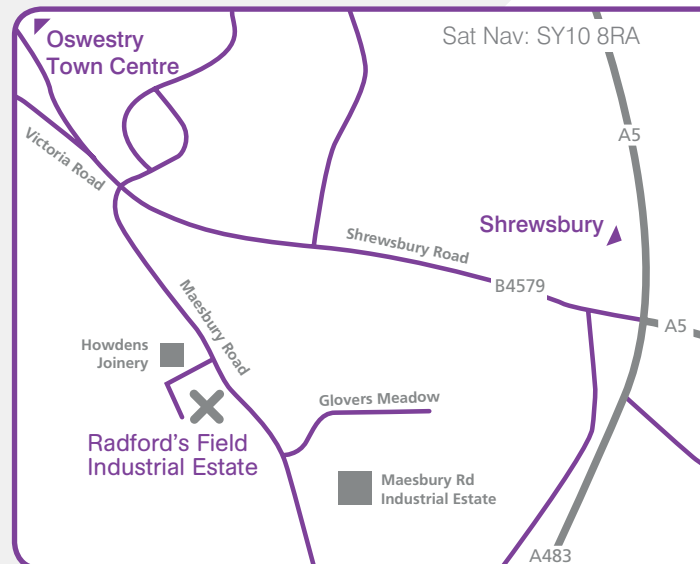 Oswestry
Town Centre
Sat Nav: SY10 8RA
A5
Victoria Road
Shrewsbury
Shrewsbury Road
B4579
A5
Maesbury Road
Howdens
Joinery
Glovers Meadow
Radford's Field
Industrial Estate
Maesbury Rd
Industrial Estate
A483